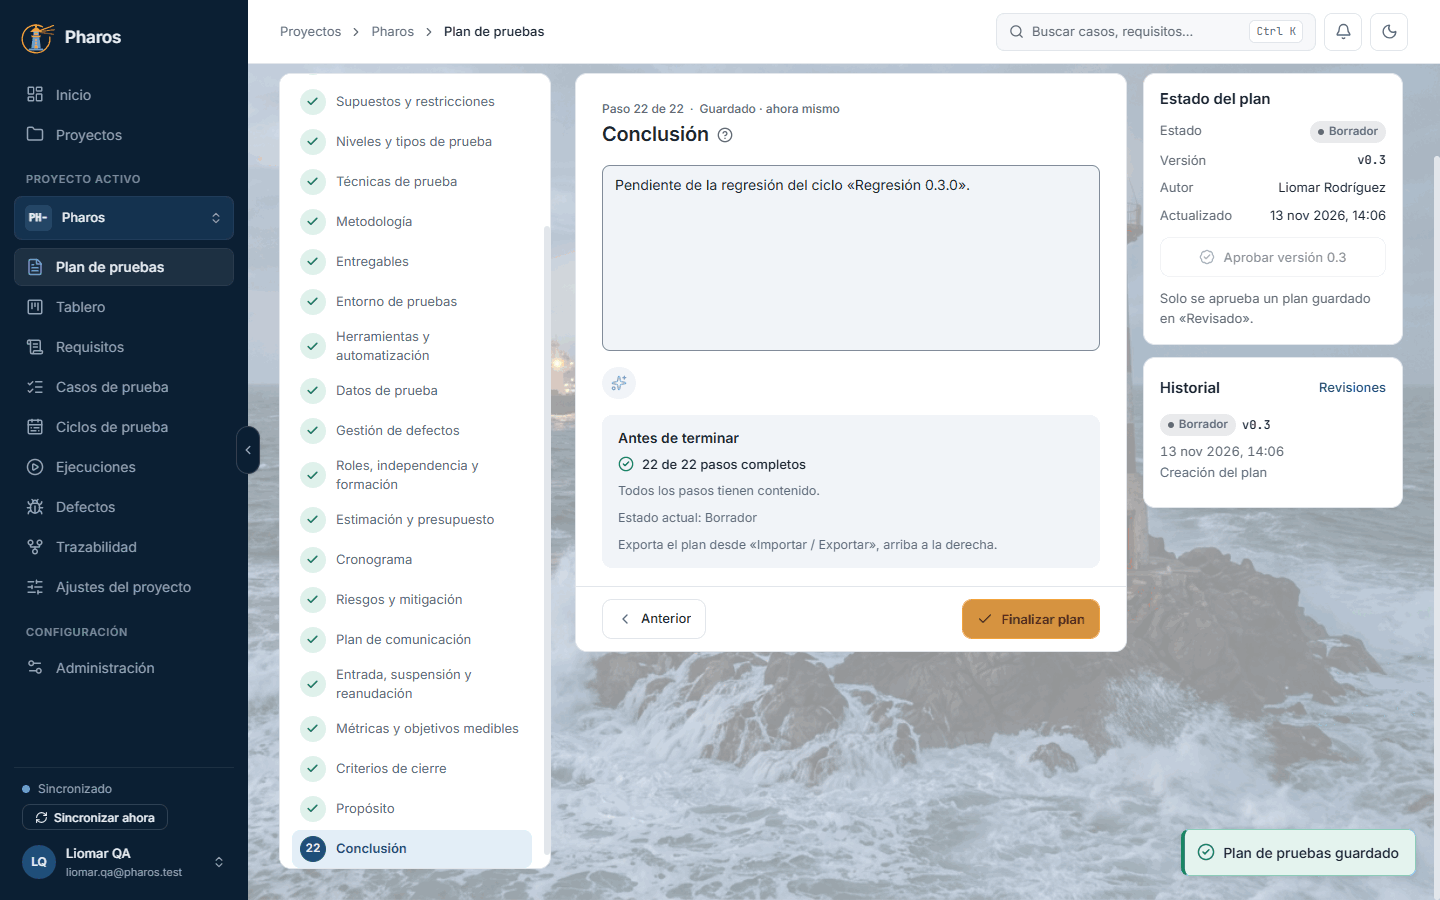 Pharos
Inicio
Proyectos
PROYECTO ACTIVO
PH-
Pharos
Plan de pruebas
Tablero
Requisitos
Casos de prueba
Ciclos de prueba
Ejecuciones
Defectos
Trazabilidad
Ajustes del proyecto
CONFIGURACIÓN
Administración
Sincronizado
Sincronizar ahora
LQ
Liomar QA
liomar.qa@pharos.test
Proyectos > Pharos > Plan de pruebas
Buscar casos, requisitos...
Ctrl K
Supuestos y restricciones
Niveles y tipos de prueba
Técnicas de prueba
Metodología
Entregables
Entorno de pruebas
Herramientas y
automatización
Datos de prueba
Gestión de defectos
Roles, independencia y
formación
Estimación y presupuesto
Cronograma
Riesgos y mitigación
Plan de comunicación
Entrada, suspensión y
reanudación
Métricas y objetivos medibles
Criterios de cierre
Propósito
22 Conclusión
Paso 22 de 22 · Guardado · ahora mismo
Conclusión
Pendiente de la regresión del ciclo «Regresión 0.3.0».
Antes de terminar
22 de 22 pasos completos
Todos los pasos tienen contenido.
Estado actual: Borrador
Exporta el plan desde «Importar / Exportar», arriba a la derecha.
Anterior
Finalizar plan
Estado del plan
Estado Borrador
Versión v0.3
Autor Liomar Rodríguez
Actualizado 13 nov 2026, 14:06
Aprobar versión 0.3
Solo se aprueba un plan guardado
en «Revisado».
Historial Revisiones
Borrador v0.3
13 nov 2026, 14:06
Creación del plan
Plan de pruebas guardado